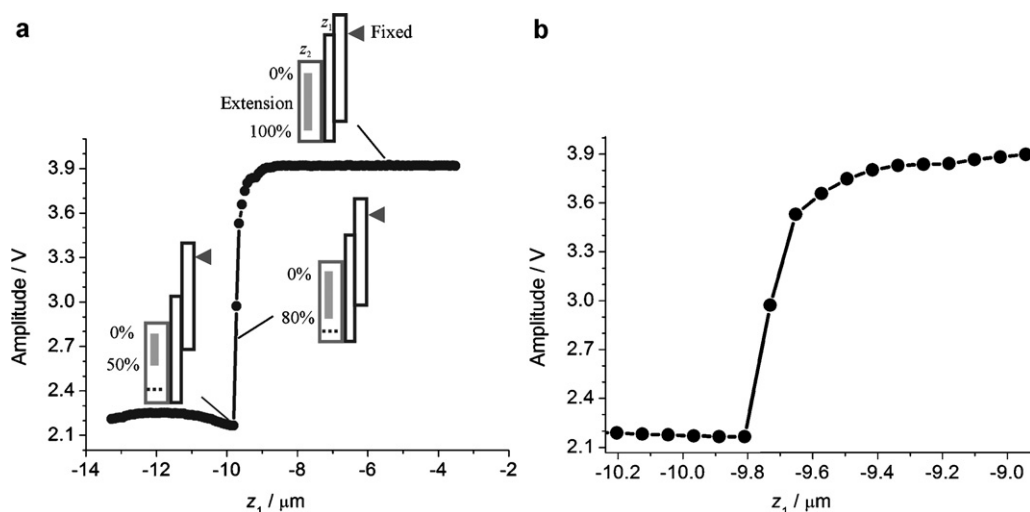 a
b
z1
Fixed
z2
0%
Extension
100%
0%
80%
0%
50%
Amplitude / V
3.9
3.6
3.3
3.0
2.7
2.4
2.1
-14 -12 -10 -8 -6 -4 -2
z1 / μm
Amplitude / V
3.9
3.6
3.3
3.0
2.7
2.4
2.1
-10.2 -10.0 -9.8 -9.6 -9.4 -9.2 -9.0
z1 / μm